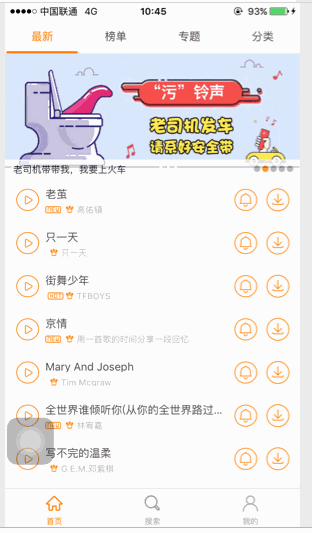 中国联通 4G 10:45 93%
最新 榜单 专题 分类
“污”铃声
老司机发车
请系好安全带
老司机带带我，我要上火车
老茧
NEW 高佑镇
只一天
只一天
街舞少年
HOT TFBOYS
京情
NEW 用一首歌的时间分享一段回忆
Mary And Joseph
Tim Mcgraw
全世界谁倾听你(从你的全世界路过...
NEW 林宥嘉
写不完的温柔
G.E.M.邓紫棋
首页 搜索 我的